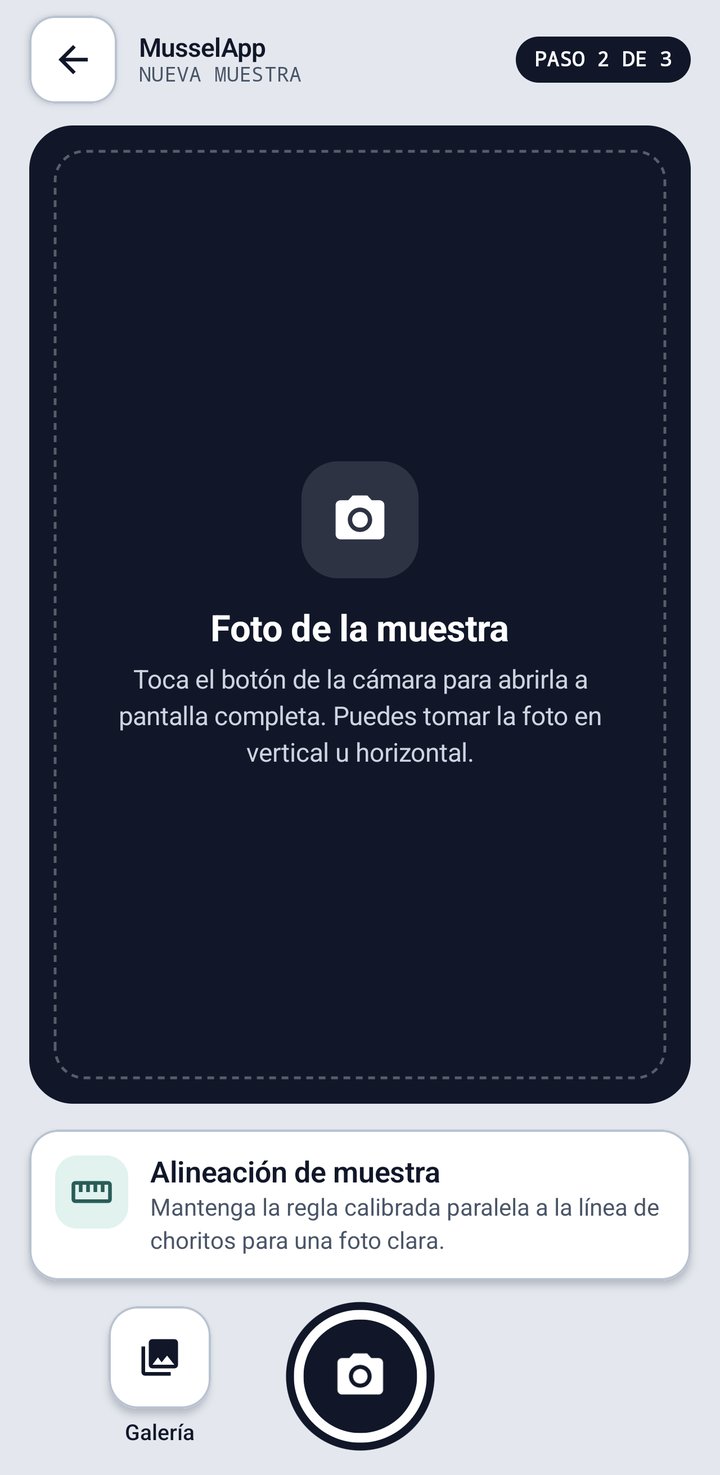 MusselApp
NUEVA MUESTRA
PASO 2 DE 3
Foto de la muestra
Toca el botón de la cámara para abrirla a
pantalla completa. Puedes tomar la foto en
vertical u horizontal.
Alineación de muestra
Mantenga la regla calibrada paralela a la línea de
choritos para una foto clara.
Galería